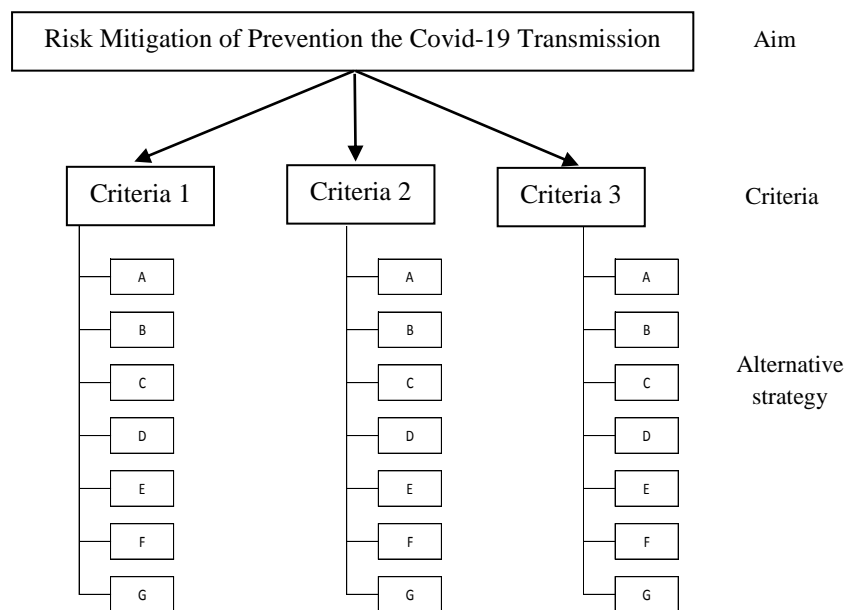 Risk Mitigation of Prevention the Covid-19 Transmission
Aim
Criteria 1
Criteria 2
Criteria 3
Criteria
A
A
A
B
B
B
C
C
C
Alternative
strategy
D
D
D
E
E
E
F
F
F
G
G
G